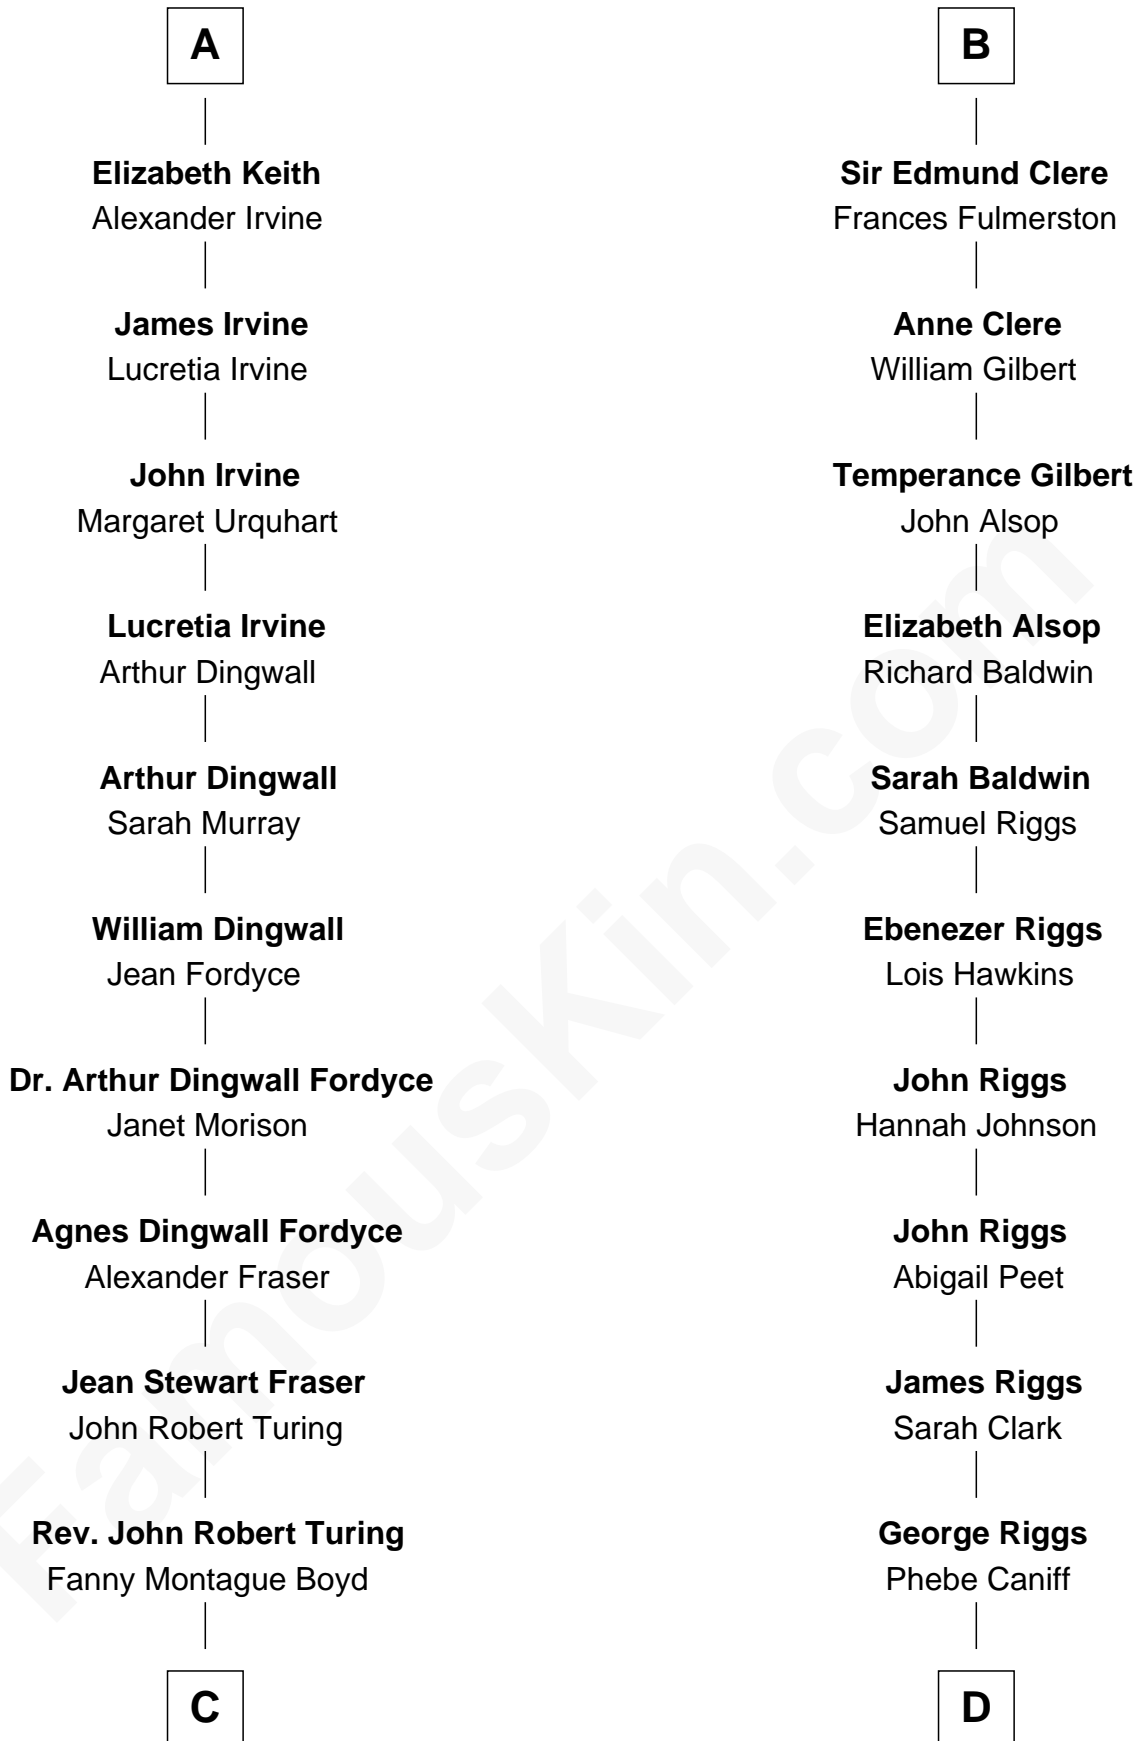 A
Elizabeth Keith
Alexander Irvine
James Irvine
Lucretia Irvine
John Irvine
Margaret Urquhart
Lucretia Irvine
Arthur Dingwall
Arthur Dingwall
Sarah Murray
William Dingwall
Jean Fordyce
Dr. Arthur Dingwall Fordyce
Janet Morison
Agnes Dingwall Fordyce
Alexander Fraser
Jean Stewart Fraser
John Robert Turing
Rev. John Robert Turing
Fanny Montague Boyd
C
B
Sir Edmund Clere
Frances Fulmerston
Anne Clere
William Gilbert
Temperance Gilbert
John Alsop
Elizabeth Alsop
Richard Baldwin
Sarah Baldwin
Samuel Riggs
Ebenezer Riggs
Lois Hawkins
John Riggs
Hannah Johnson
John Riggs
Abigail Peet
James Riggs
Sarah Clark
George Riggs
Phebe Caniff
D
FamousKin.com